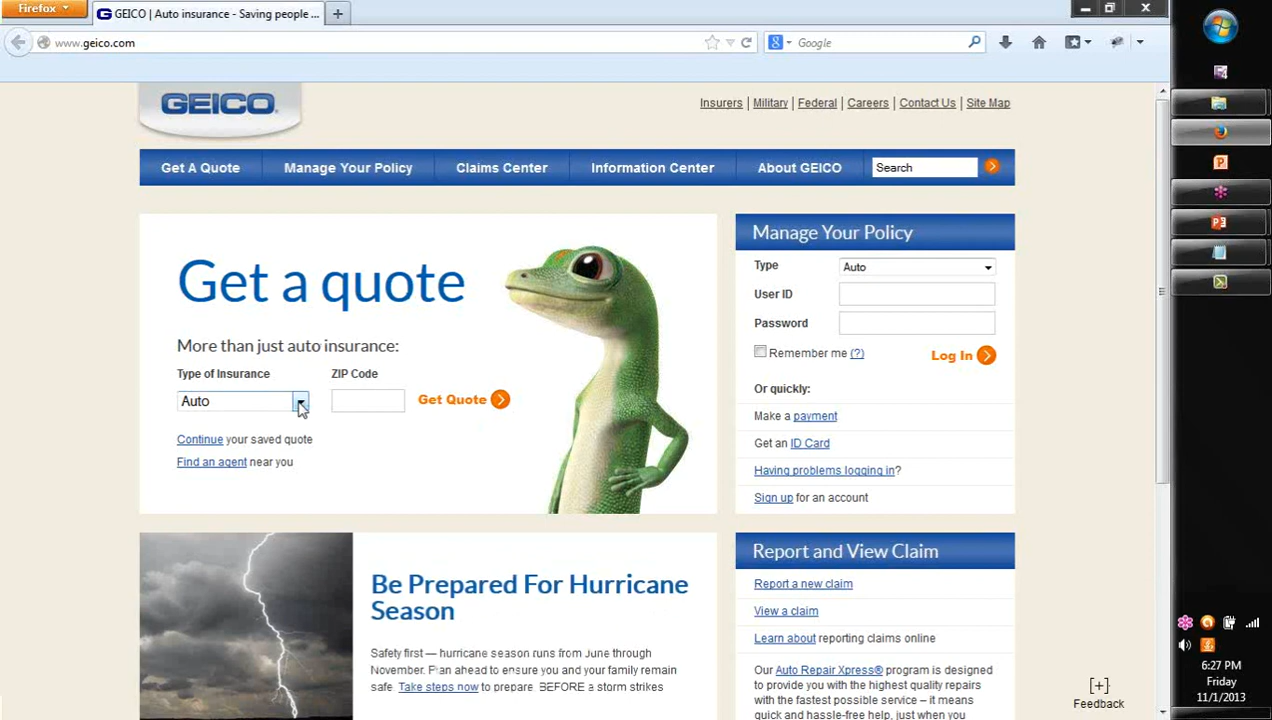 Firefox
GEICO | Auto insurance - Saving people ...
www.geico.com
Google
GEICO.
Insurers | Military | Federal | Careers | Contact Us | Site Map
Get A Quote
Manage Your Policy
Claims Center
Information Center
About GEICO
Search
Get a quote
More than just auto insurance:
Type of Insurance
ZIP Code
Auto
Get Quote
Continue your saved quote
Find an agent near you
Manage Your Policy
Type
Auto
User ID
Password
Remember me (?)
Log In
Or quickly:
Make a payment
Get an ID Card
Having problems logging in?
Sign up for an account
Be Prepared For Hurricane
Season
Safety first — hurricane season runs from June through
November. Plan ahead to ensure you and your family remain
safe. Take steps now to prepare. BEFORE a storm strikes
Report and View Claim
Report a new claim
View a claim
Learn about reporting claims online
Our Auto Repair Xpress® program is designed
to provide you with the highest quality repairs
with the fastest possible service – it means
quick and hassle-free help, just when you
[+]
Feedback
6:27 PM
Friday
11/1/2013